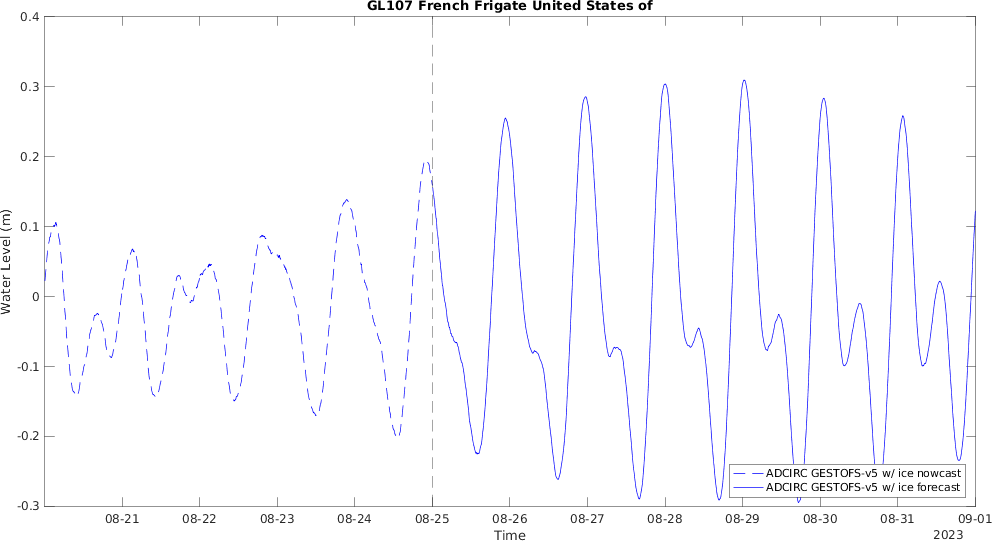 GL107 French Frigate United States of
0.4
0.3
0.2
0.1
0
-0.1
-0.2
-0.3
Water Level (m)
ADCIRC GESTOFS-v5 w/ ice nowcast
ADCIRC GESTOFS-v5 w/ ice forecast
08-21 08-22 08-23 08-24 08-25 08-26 08-27 08-28 08-29 08-30 08-31 09-01
Time
2023